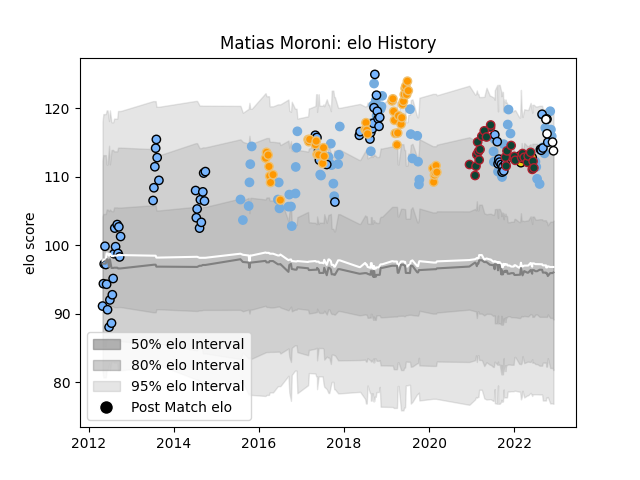 Matias Moroni: elo History
elo score
120
110
100
90
80
50% elo Interval
80% elo Interval
95% elo Interval
Post Match elo
2012
2014
2016
2018
2020
2022